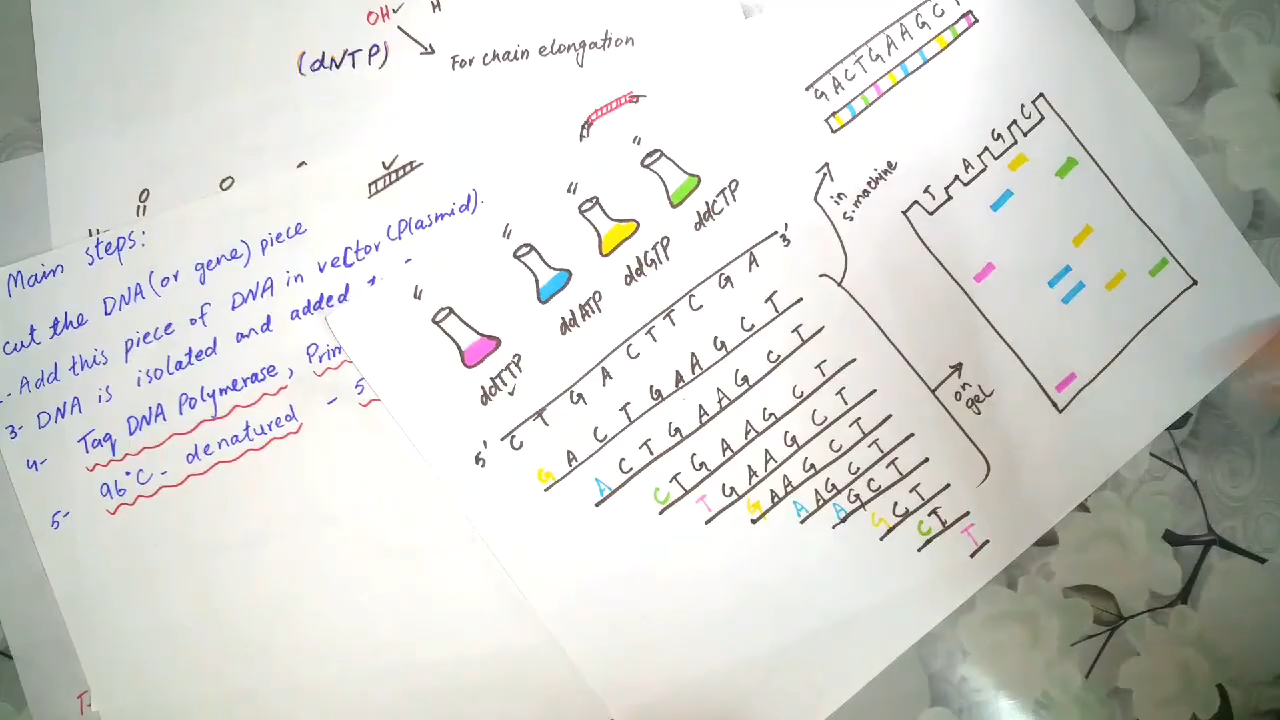 OH H
(dNTP) For chain elongation
Main steps:
cut the DNA (or gene) piece
- Add this piece of DNA in vector (Plasmid).
3- DNA is isolated and added
4- Taq DNA Polymerase, Prim
5- 96°C - denatured - 5
ddTTP
ddATP
ddGTP
ddCTP
5' C T G A C T T C G A 3'
G A C T G A A G C T
A C T G A A G C T
C T G A A G C T
T G A A G C T
G A A G C T
A A G C T
A G C T
G C T
C T
T
in s.machine
on gel
G A C T G A A G C T
T A G C